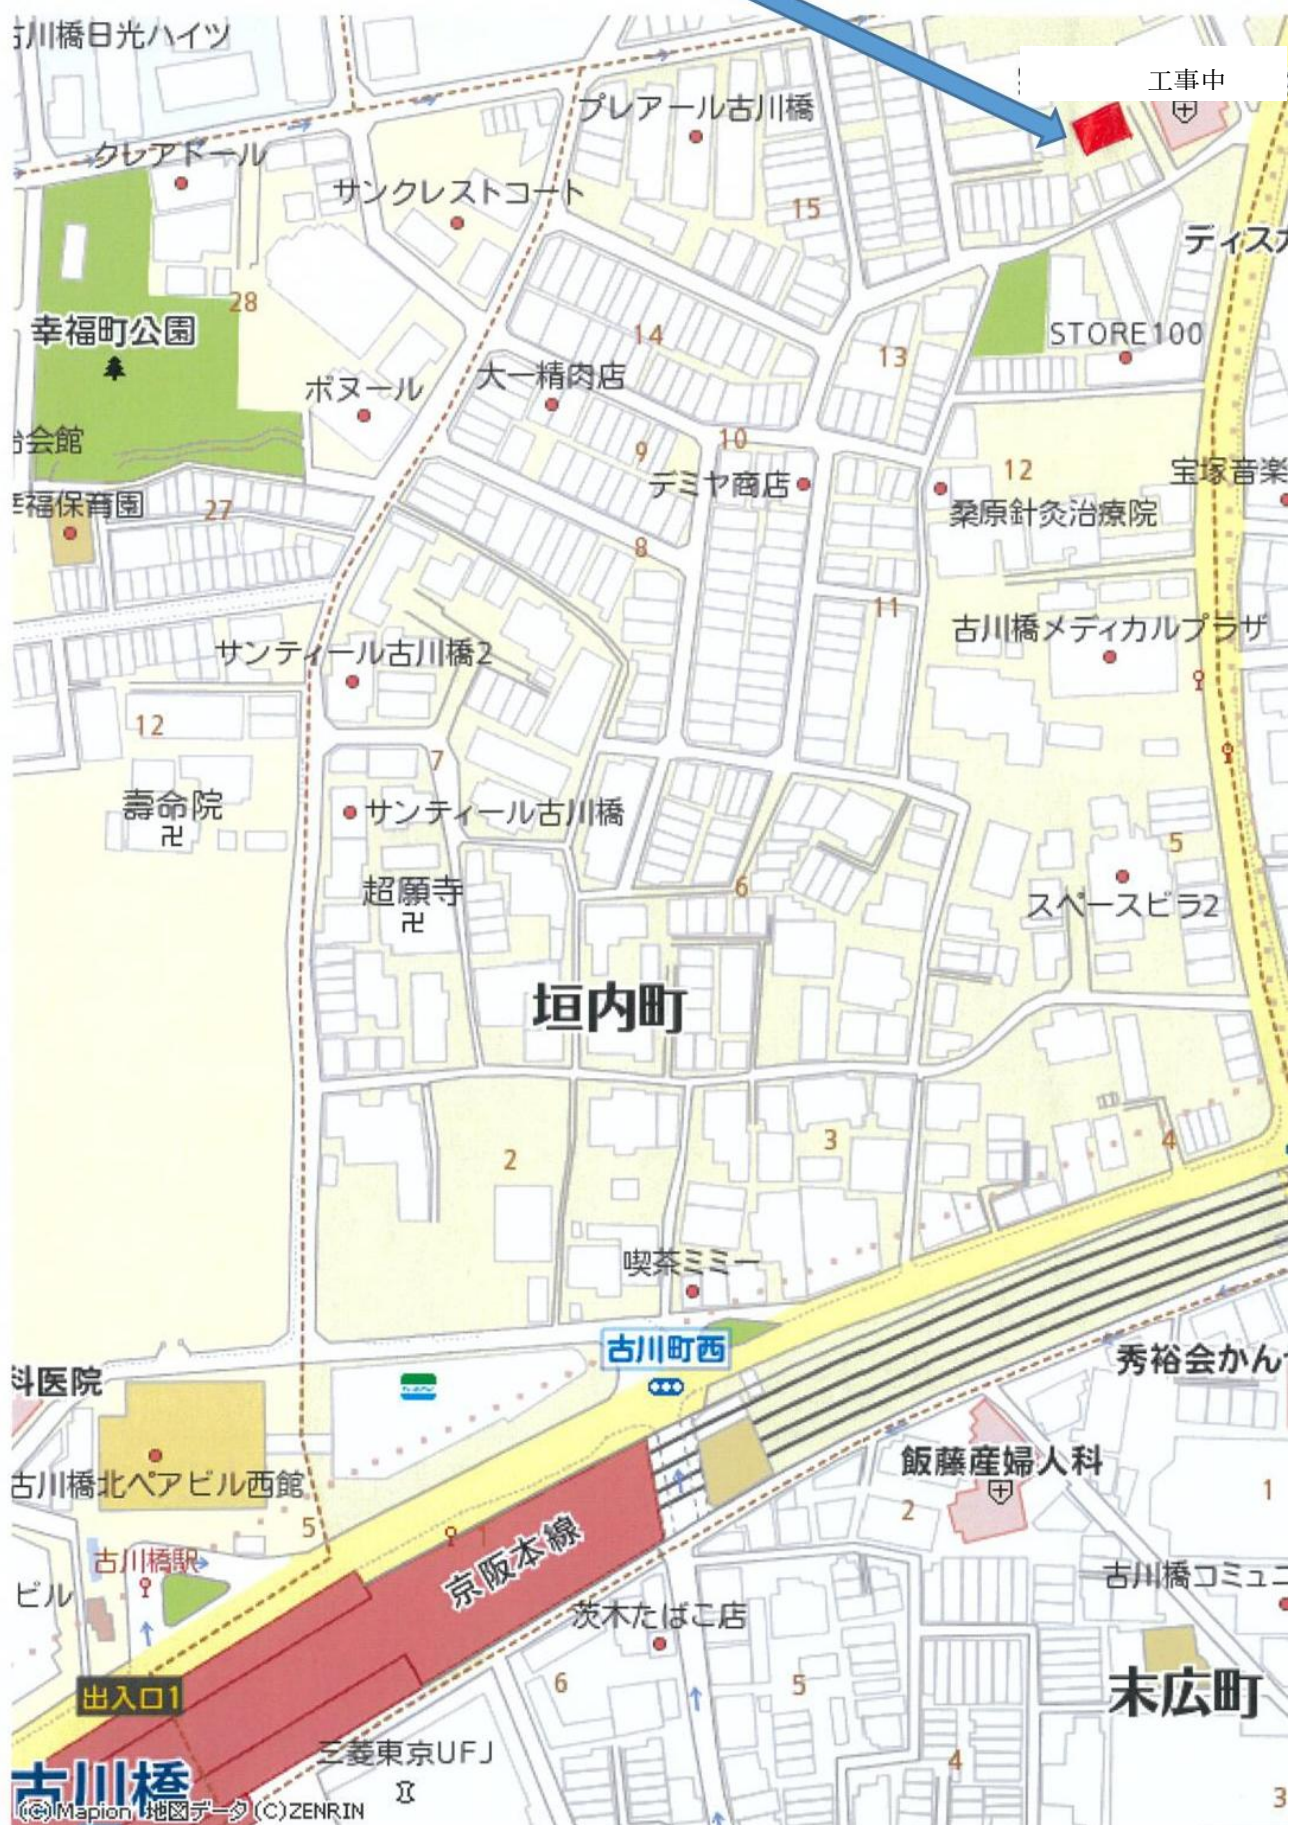 古川橋日光ハイツ
工事中
プレアール古川橋
クレアドール
サンクレストコート
15
ディス
28
幸福町公園
14
13
STORE100
ボヌール
大一精肉店
会館
9
10
デミヤ商店
12
宝塚音楽
幸福保育園
27
桑原針灸治療院
8
11
古川橋メディカルプラザ
サンティール古川橋2
12
7
壽命院
サンティール古川橋
5
超願寺
6
スペースビラ2
垣内町
2
3
4
喫茶ミミー
古川町西
科医院
秀裕会かん
古川橋北ペアビル西館
飯藤産婦人科
5
1
2
1
京阪本線
古川橋駅
ビル
古川橋コミュニ
茨木たばこ店
出入口1
6
5
末広町
三菱東京UFJ
4
古川橋
3
(C)Mapion 地図データ(C)ZENRIN